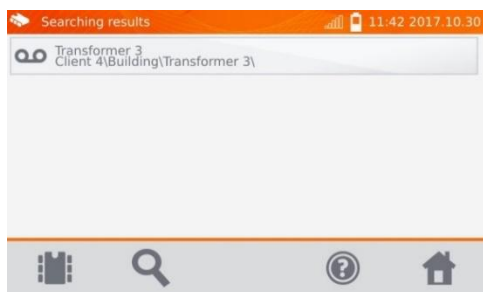 Searching results
11:42 2017.10.30
Transformer 3
Client 4\Building\Transformer 3\